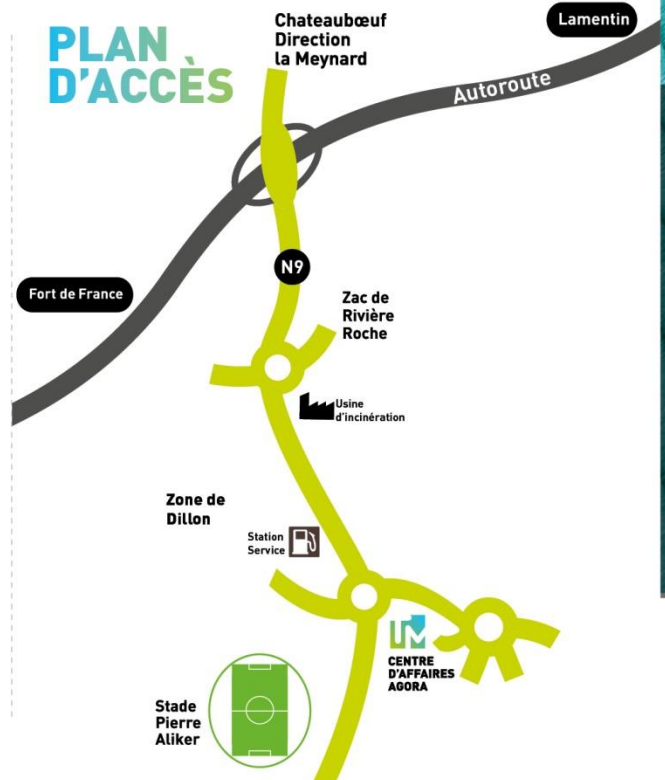 PLAN
D'ACCÈS
Chateaubœuf
Direction
la Meynard
Lamentin
Autoroute
N9
Fort de France
Zac de
Rivière
Roche
Usine
d'incinération
Zone de
Dillon
Station
Service
UM
CENTRE
D'AFFAIRES
AGORA
Stade
Pierre
Aliker